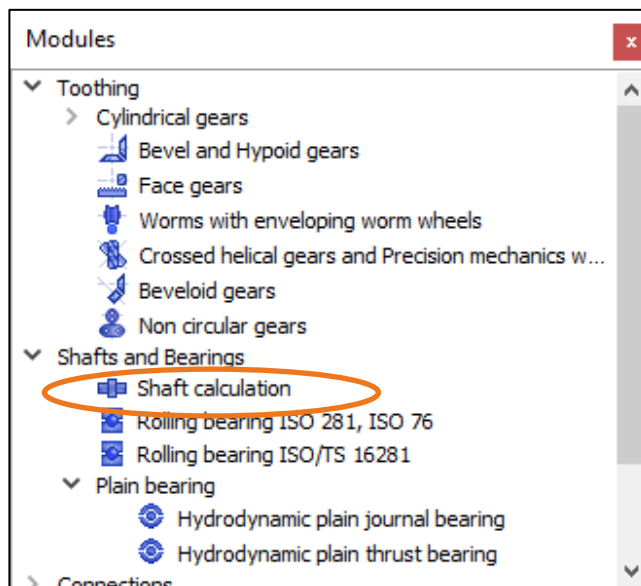 Modules
x
Toothing
Cylindrical gears
Bevel and Hypoid gears
Face gears
Worms with enveloping worm wheels
Crossed helical gears and Precision mechanics w...
Beveloid gears
Non circular gears
Shafts and Bearings
Shaft calculation
Rolling bearing ISO 281, ISO 76
Rolling bearing ISO/TS 16281
Plain bearing
Hydrodynamic plain journal bearing
Hydrodynamic plain thrust bearing
Connections